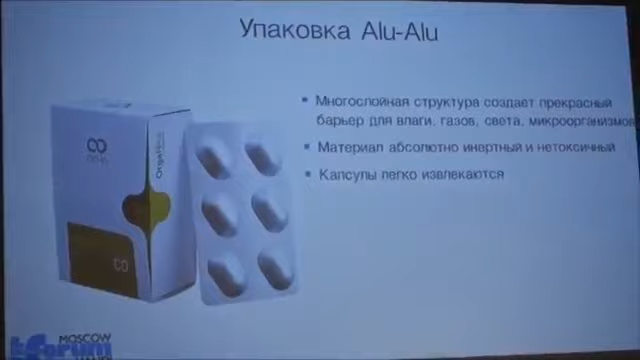 Упаковка Alu-Alu
Многослойная структура создает прекрасный
барьер для влаги, газов, света, микроорганизмов
Материал абсолютно инертный и нетоксичный
Капсулы легко извлекаются
CO
MOSCOW